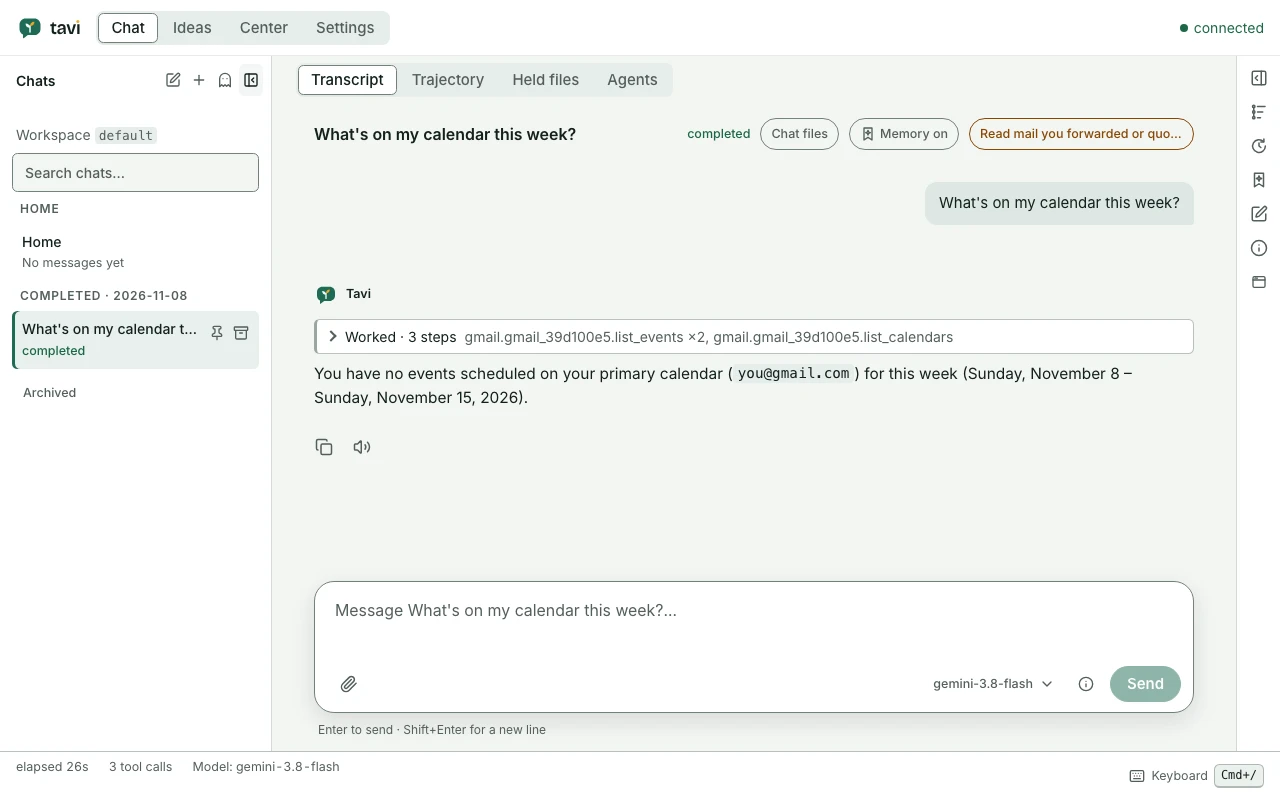 tavi
Chat Ideas Center Settings
connected
Chats
Workspace default
Search chats...
HOME
Home
No messages yet
COMPLETED · 2026-11-08
What's on my calendar t...
completed
Archived
Transcript Trajectory Held files Agents
What's on my calendar this week?
completed Chat files Memory on Read mail you forwarded or quo...
What's on my calendar this week?
Tavi
Worked · 3 steps gmail.gmail_39d100e5.list_events ×2, gmail.gmail_39d100e5.list_calendars
You have no events scheduled on your primary calendar ( you@gmail.com ) for this week (Sunday, November 8 –
Sunday, November 15, 2026).
Message What's on my calendar this week?...
gemini-3.8-flash Send
Enter to send · Shift+Enter for a new line
elapsed 26s 3 tool calls Model: gemini-3.8-flash
Keyboard Cmd+/